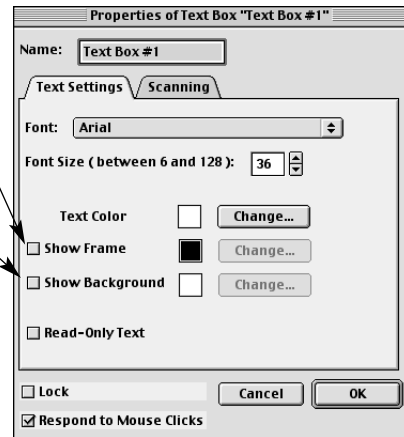 Properties of Text Box "Text Box #1"
Name: Text Box #1
Text Settings Scanning
Font: Arial
Font Size ( between 6 and 128 ): 36
Text Color Change...
Show Frame Change...
Show Background Change...
Read-Only Text
Lock Cancel OK
Respond to Mouse Clicks